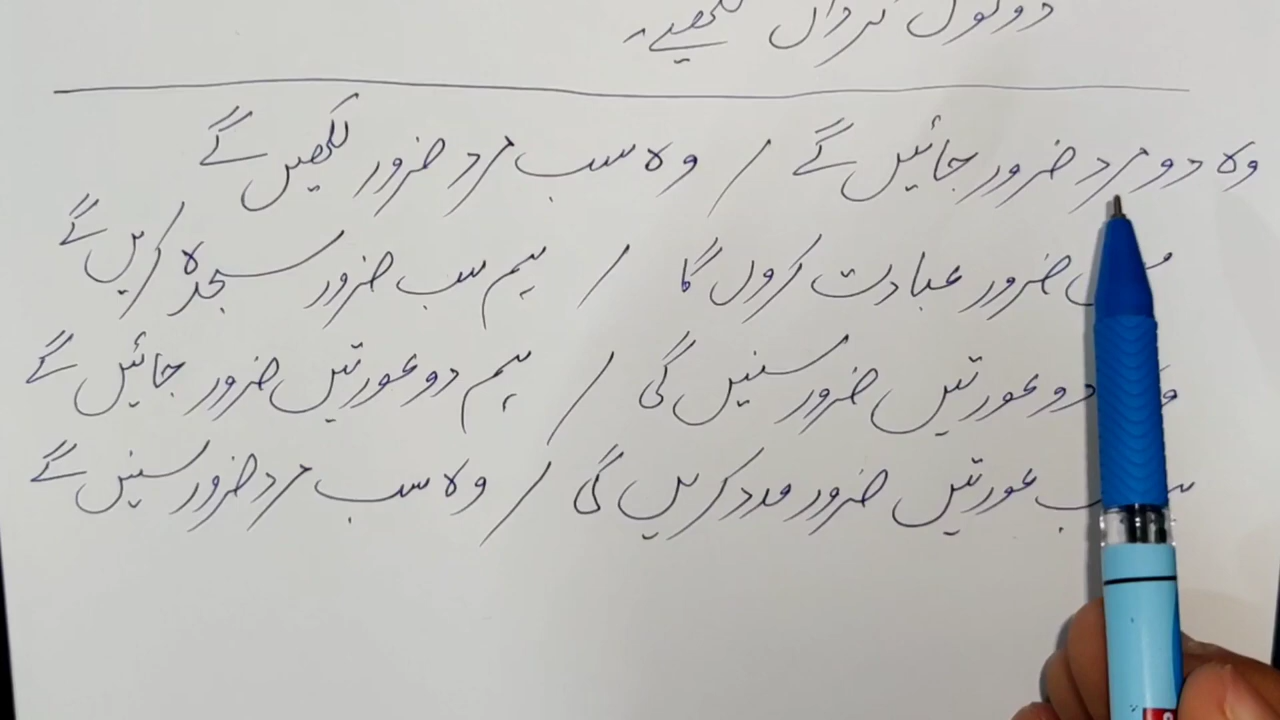 دونوں گردان لکھیے۔
وہ دو مرد ضرور جائیں گے / وہ سب مرد ضرور لکھیں گے
ضرور عبادت کروں گا / ہم سب ضرور سجدہ کریں گے
دو عورتیں ضرور سنیں گی / ہم دو عورتیں ضرور جائیں گے
عورتیں ضرور مدد کریں گی / وہ سب مرد ضرور سنیں گے